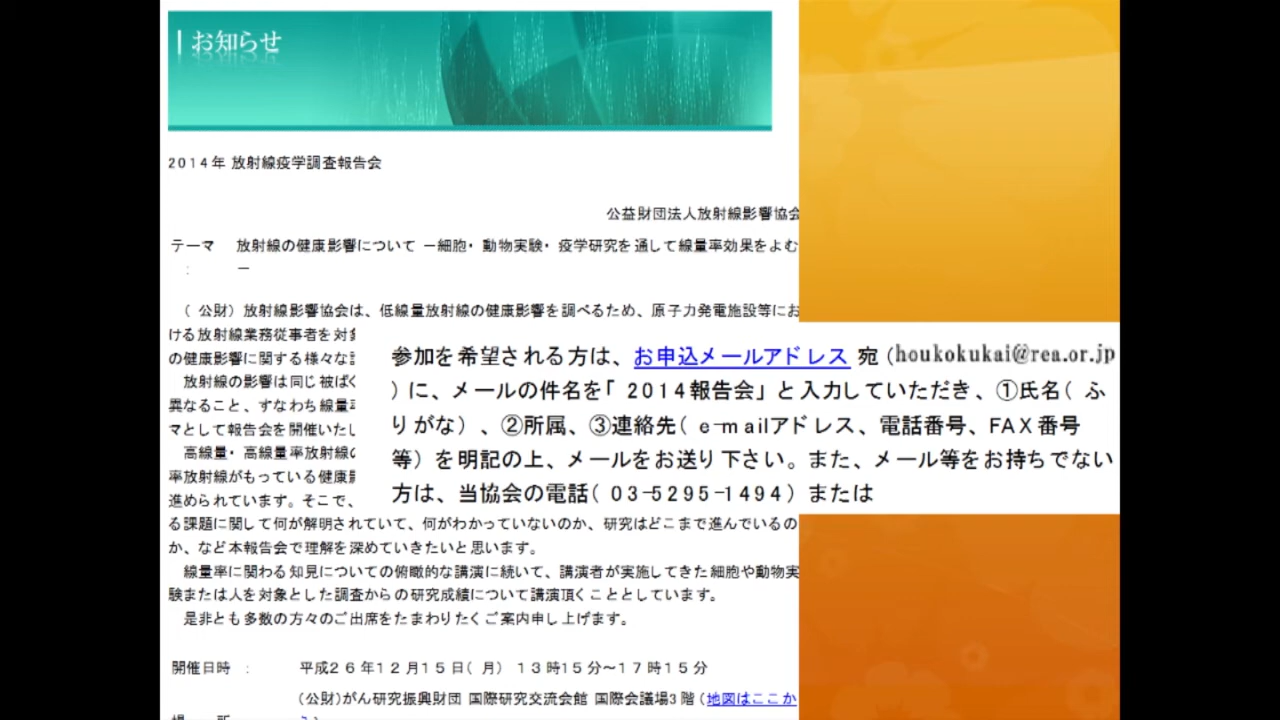 お知らせ
2014年 放射線疫学調査報告会
公益財団法人放射線影響協会
テーマ 放射線の健康影響について －細胞・動物実験・疫学研究を通して線量率効果をよむ
： －
（公財）放射線影響協会は、低線量放射線の健康影響を調べるため、原子力発電施設等にお
ける放射線業務従事者を対象
の健康影響に関する様々な
放射線の影響は同じ被ばく
異なること、すなわち線量率
マとして報告会を開催いたし
高線量・高線量率放射線の
率放射線がもっている健康影
進められています。そこで、
る課題に関して何が解明されていて、何がわかっていないのか、研究はどこまで進んでいるの
か、など本報告会で理解を深めていきたいと思います。
線量率に関わる知見についての俯瞰的な講演に続いて、講演者が実施してきた細胞や動物実
験または人を対象とした調査からの研究成績について講演頂くこととしています。
是非とも多数の方々のご出席をたまわりたくご案内申し上げます。
参加を希望される方は、お申込メールアドレス 宛（houkokukai@rea.or.jp
）に、メールの件名を「2014報告会」と入力していただき、①氏名（ふ
りがな）、②所属、③連絡先（e-mailアドレス、電話番号、FAX番号
等）を明記の上、メールをお送り下さい。また、メール等をお持ちでない
方は、当協会の電話（03-5295-1494）または
開催日時 ： 平成２６年１２月１５日（月） １３時１５分～１７時１５分
（公財）がん研究振興財団 国際研究交流会館 国際会議場3階（地図はここか